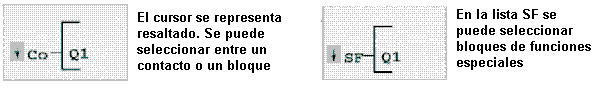 Co Q1
El cursor se representa
resaltado. Se puede
seleccionar entre un
contacto o un bloque
SF Q1
En la lista SF se
puede seleccionar
bloques de funciones
especiales